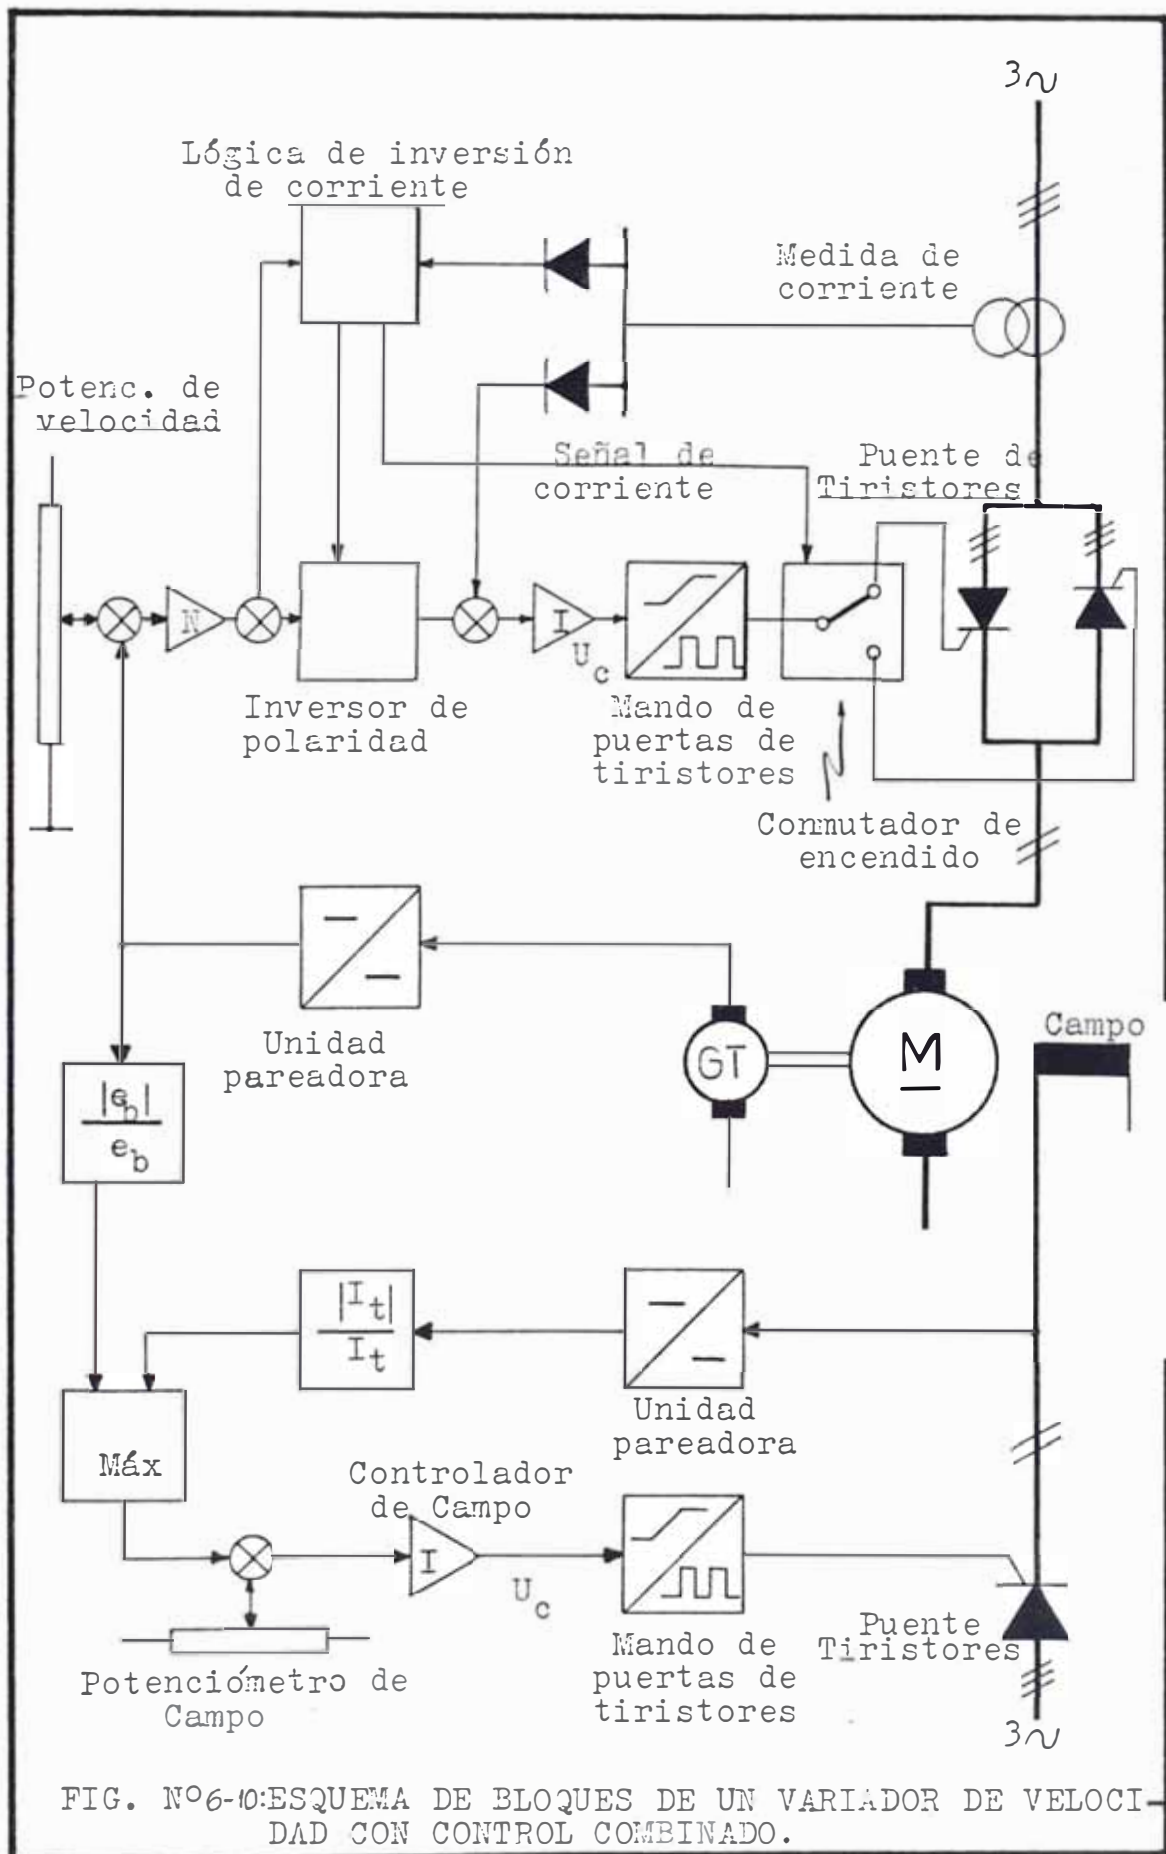 3∿
Lógica de inversión
de corriente
Medida de
corriente
Potenc. de
velocidad
Señal de
corriente
Puente de
Tiristores
N
I
U_c
Inversor de
polaridad
Mando de
puertas de
tiristores
Conmutador de
encendido
Unidad
pareadora
GT
M
Campo
|e_b|
e_b
|I_t|
I_t
Unidad
pareadora
Máx
Controlador
de Campo
I
U_c
Potenciómetro de
Campo
Mando de
puertas de
tiristores
Puente
Tiristores
3∿
FIG. Nº6-10:ESQUEMA DE BLOQUES DE UN VARIADOR DE VELOCI-
DAD CON CONTROL COMBINADO.